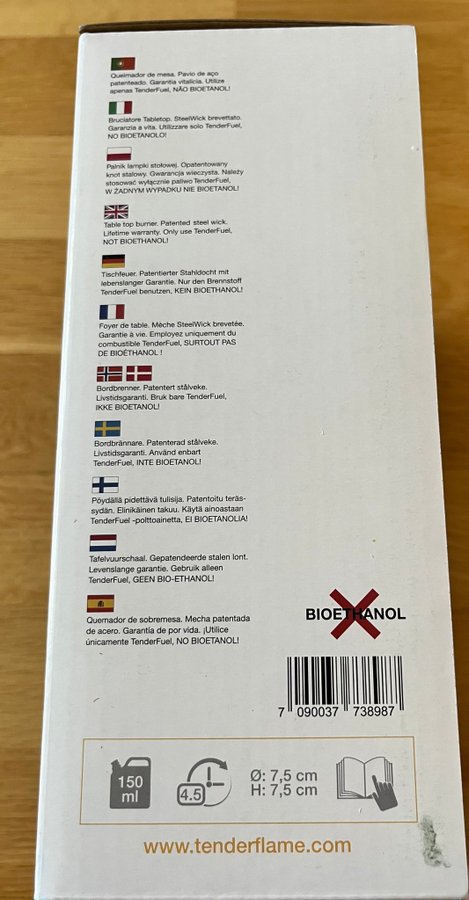 Queimador de mesa. Pavio de aço
patenteado. Garantia vitalícia. Utilize
apenas TenderFuel, NÃO BIOETANOL!
Bruciatore Tabletop. SteelWick brevettato.
Garanzia a vita. Utilizzare solo TenderFuel,
NO BIOETANOLO!
Palnik lampki stołowej. Opatentowany
knot stalowy. Gwarancja wieczysta. Należy
stosować wyłącznie paliwo TenderFuel,
W ŻADNYM WYPADKU NIE BIOETANOL!
Table top burner. Patented steel wick.
Lifetime warranty. Only use TenderFuel,
NOT BIOETHANOL!
Tischfeuer. Patentierter Stahldocht mit
lebenslanger Garantie. Nur den Brennstoff
TenderFuel benutzen, KEIN BIOETHANOL!
Foyer de table. Mèche SteelWick brevetée.
Garantie à vie. Employez uniquement du
combustible TenderFuel, SURTOUT PAS
DE BIOÉTHANOL !
Bordbrenner. Patentert stålveke.
Livstidsgaranti. Bruk bare TenderFuel,
IKKE BIOETANOL!
Bordbrännare. Patenterad stålveke.
Livstidsgaranti. Använd enbart
TenderFuel, INTE BIOETANOL!
Pöydällä pidettävä tulisija. Patentoitu teräs-
sydän. Elinikäinen takuu. Käytä ainoastaan
TenderFuel -polttoainetta, EI BIOETANOLIA!
Tafelvuurschaal. Gepatendeerde stalen lont.
Levenslange garantie. Gebruik alleen
TenderFuel, GEEN BIO-ETHANOL!
Quemador de sobremesa. Mecha patentada
de acero. Garantía de por vida. ¡Utilice
únicamente TenderFuel, NO BIOETANOL!
BIOETHANOL
7 090037 738987
150
ml
4.5
Ø: 7,5 cm
H: 7,5 cm
www.tenderflame.com